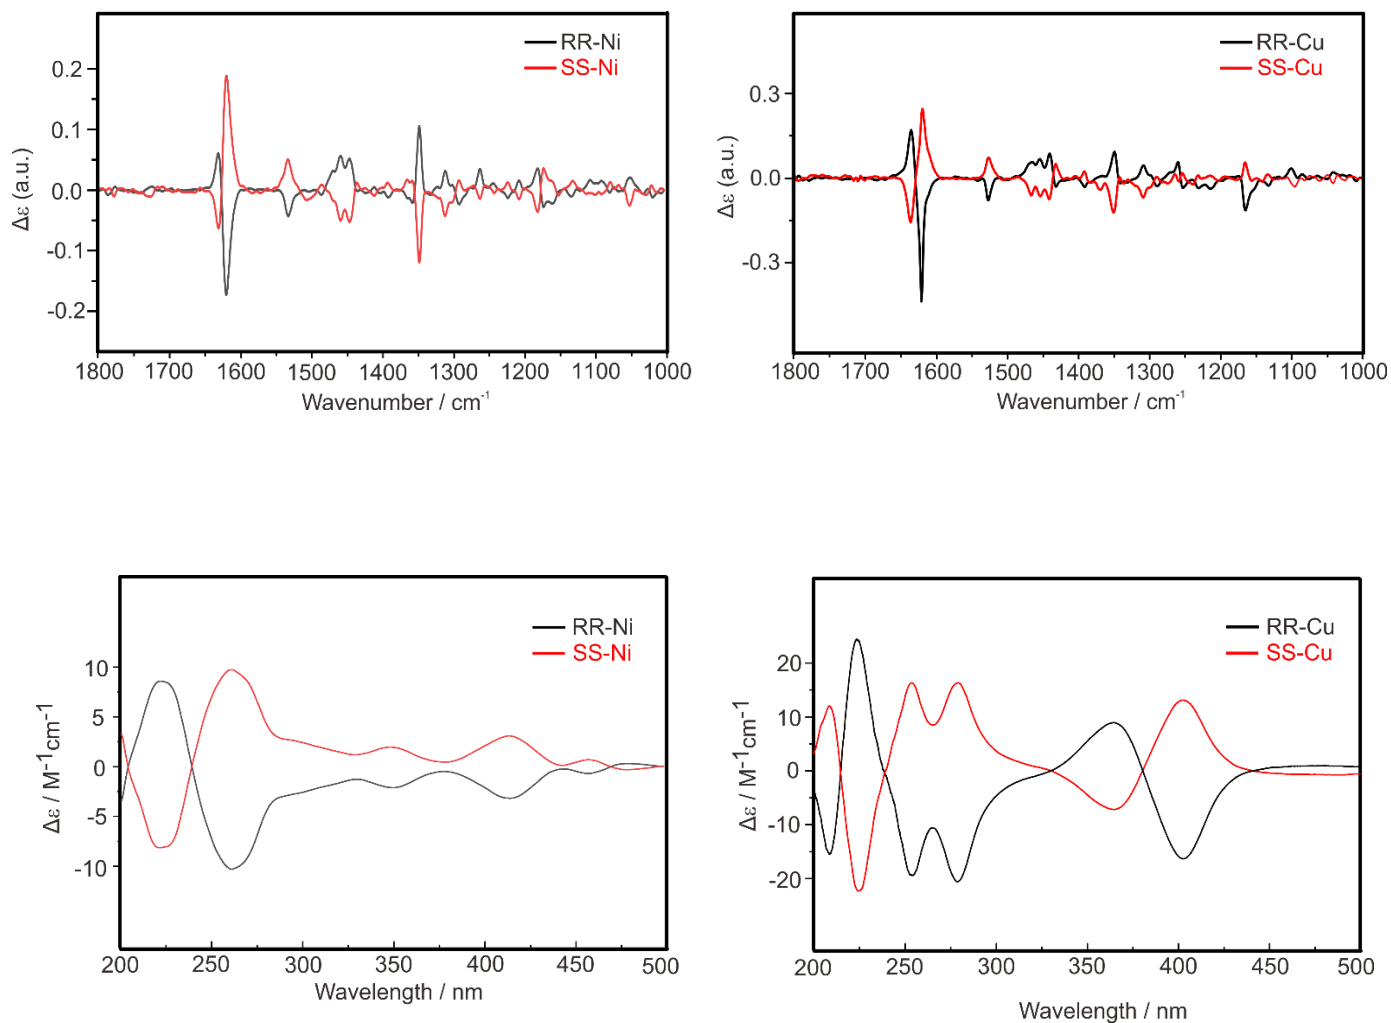 RR-Ni
SS-Ni
0.2
0.1
0.0
-0.1
-0.2
Δε (a.u.)
1800 1700 1600 1500 1400 1300 1200 1100 1000
Wavenumber / cm⁻¹
RR-Cu
SS-Cu
0.3
0.0
-0.3
Δε (a.u.)
1800 1700 1600 1500 1400 1300 1200 1100 1000
Wavenumber / cm⁻¹
RR-Ni
SS-Ni
10
5
0
-5
-10
Δε / M⁻¹cm⁻¹
200 250 300 350 400 450 500
Wavelength / nm
RR-Cu
SS-Cu
20
10
0
-10
-20
Δε / M⁻¹cm⁻¹
200 250 300 350 400 450 500
Wavelength / nm